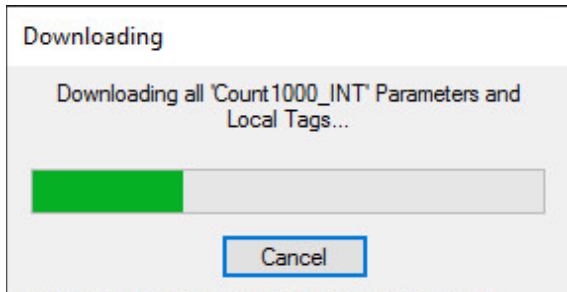 Downloading
Downloading all 'Count1000_INT' Parameters and
Local Tags...
Cancel